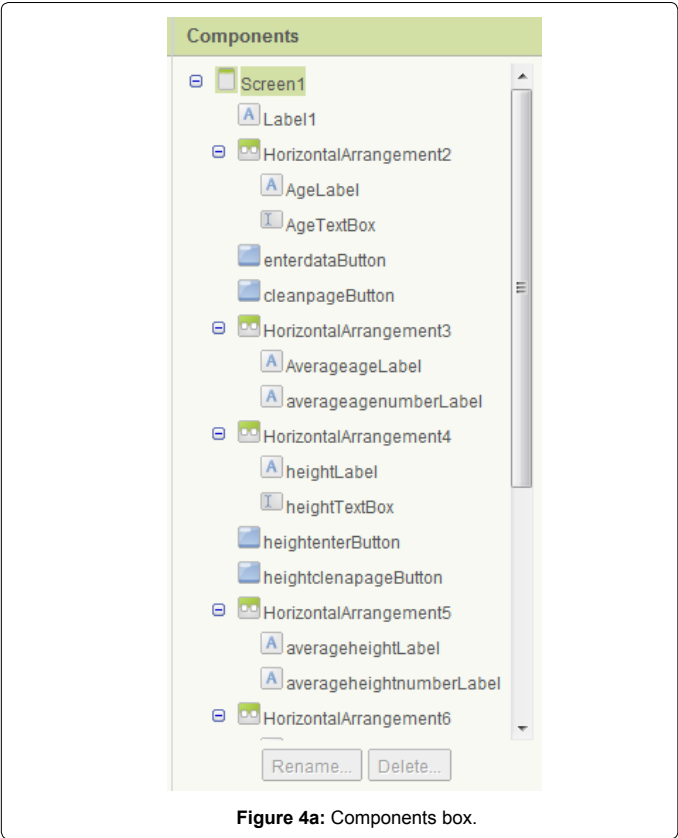 Components
Screen1
Label1
HorizontalArrangement2
AgeLabel
AgeTextBox
enterdataButton
cleanpageButton
HorizontalArrangement3
AverageageLabel
averageagenumberLabel
HorizontalArrangement4
heightLabel
heightTextBox
heightenterButton
heightclenapageButton
HorizontalArrangement5
averageheightLabel
averageheightnumberLabel
HorizontalArrangement6
Rename... Delete...
Figure 4a: Components box.